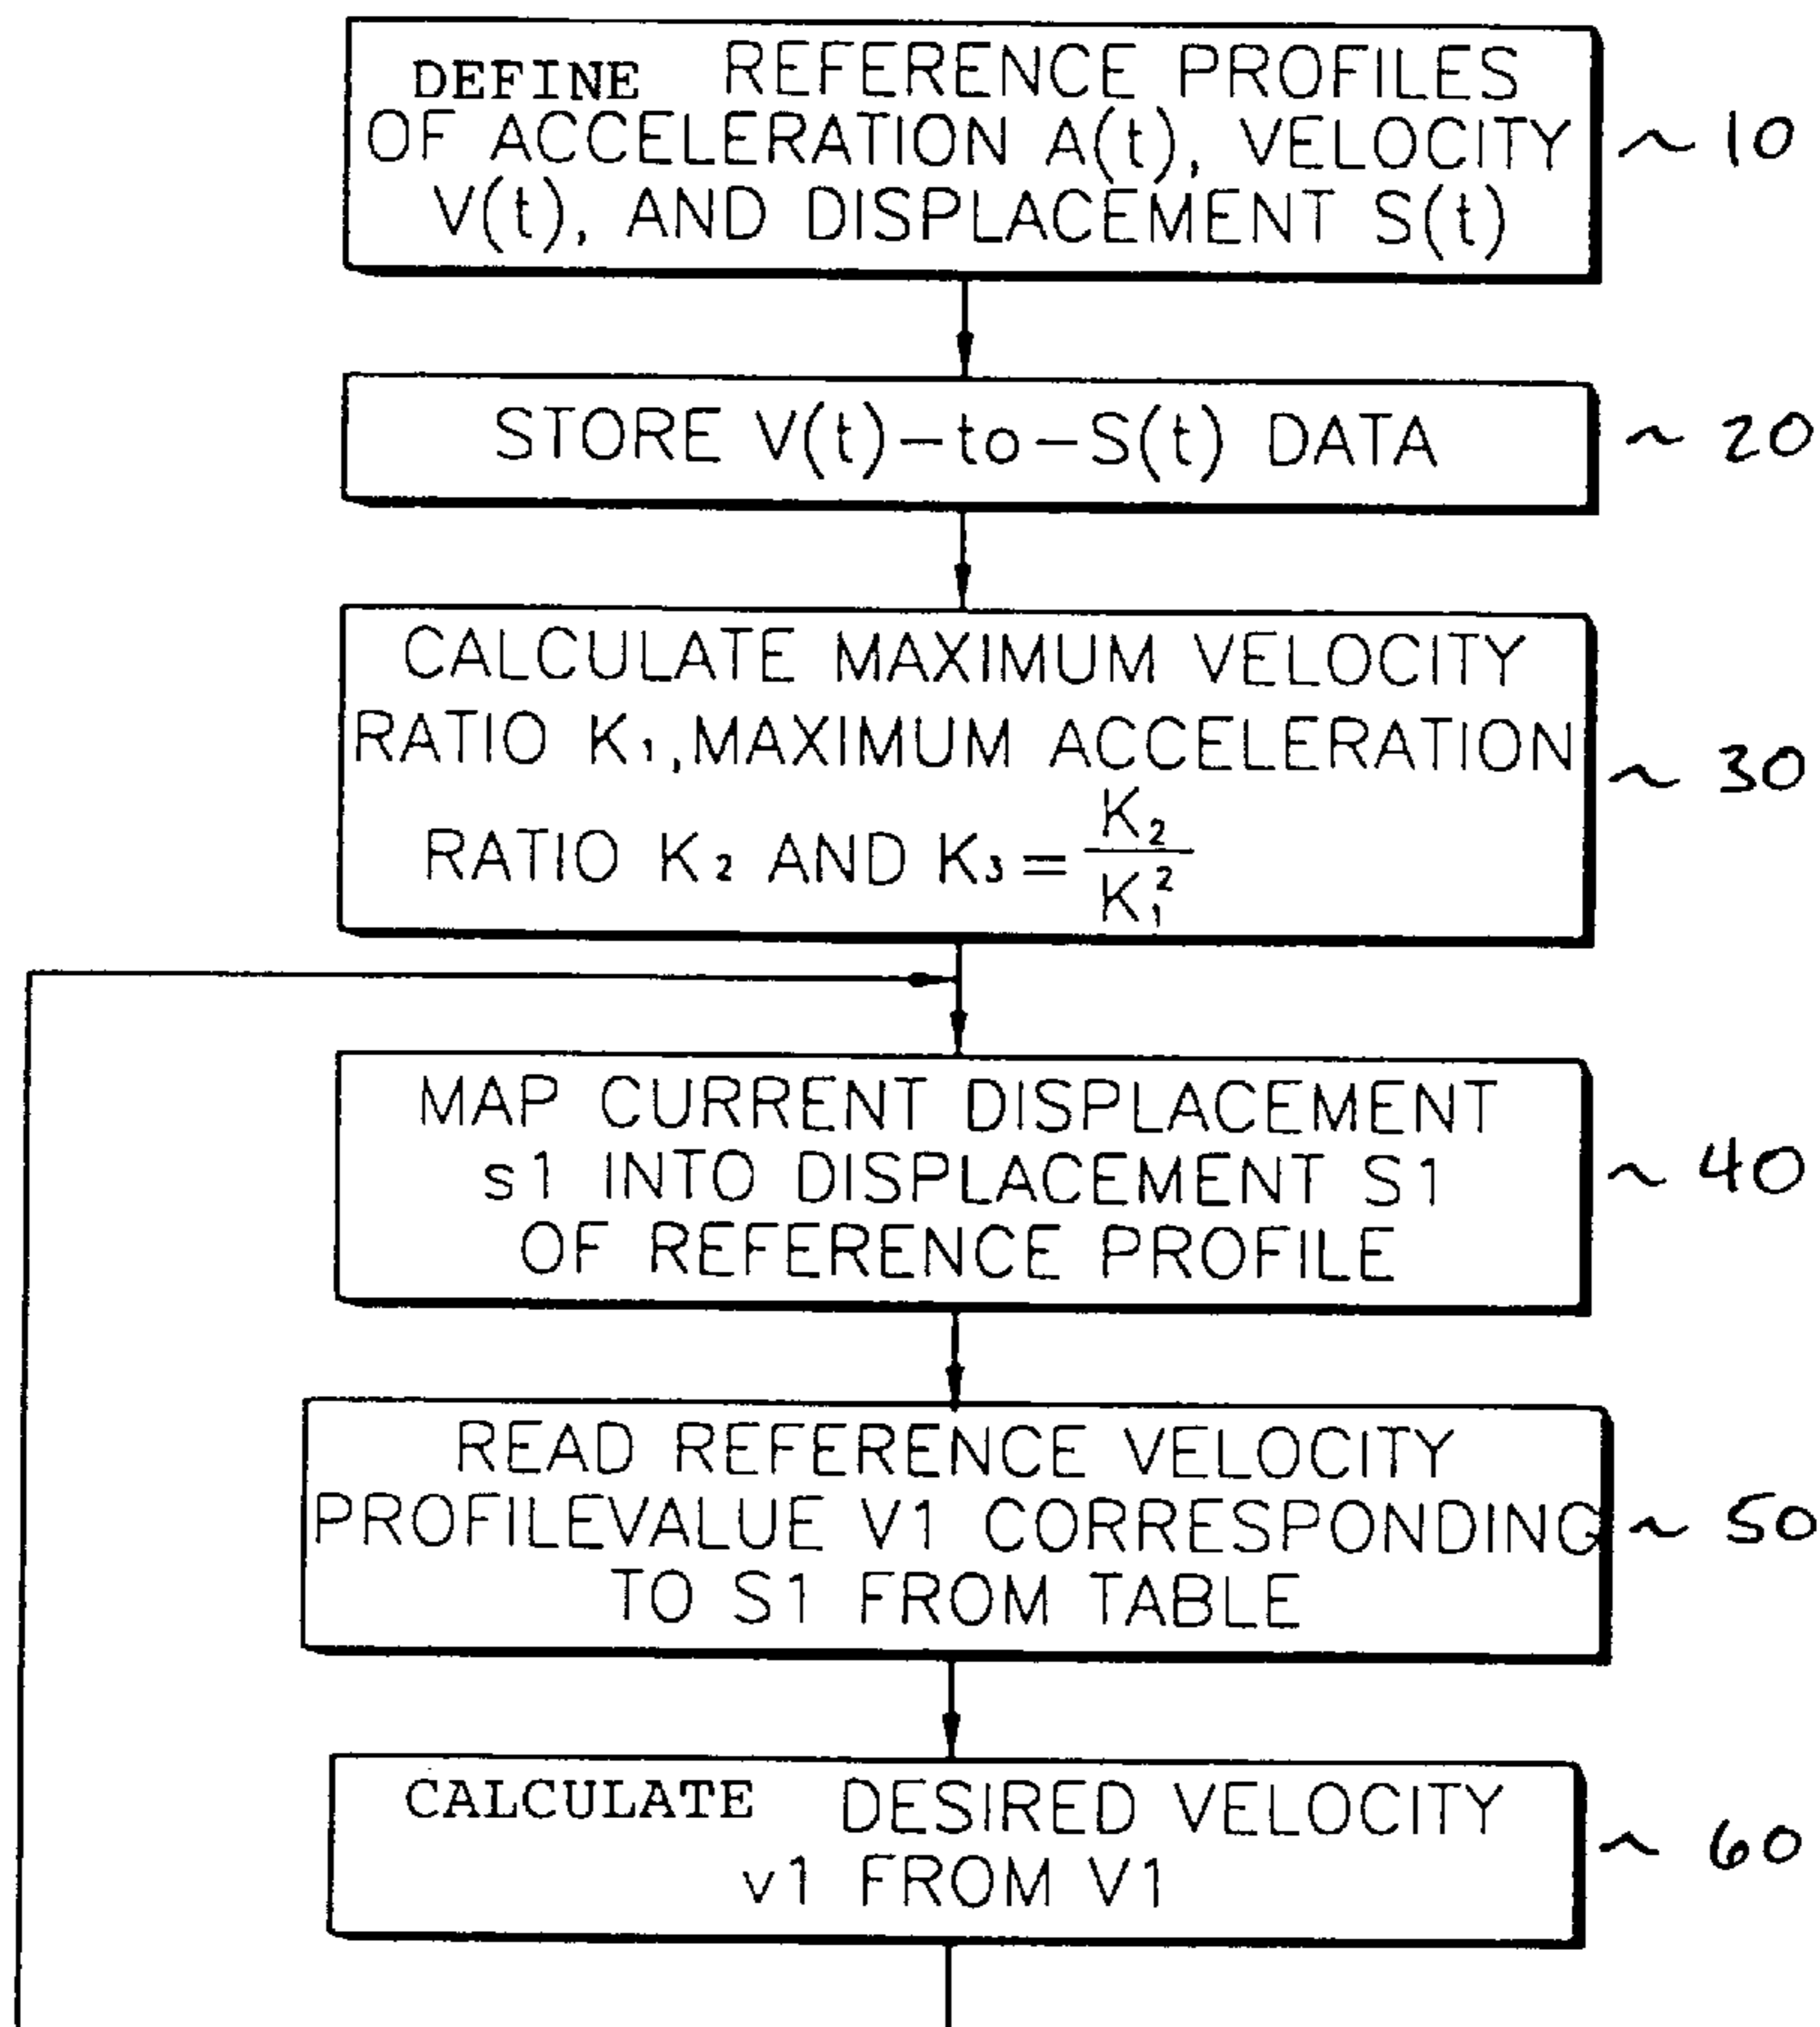 DEFINE REFERENCE PROFILES
OF ACCELERATION A(t), VELOCITY
V(t), AND DISPLACEMENT S(t)
~10
STORE V(t)-to-S(t) DATA
~20
CALCULATE MAXIMUM VELOCITY
RATIO K₁, MAXIMUM ACCELERATION
RATIO K₂ AND K₃ = K₂/K₁²
~30
MAP CURRENT DISPLACEMENT
s1 INTO DISPLACEMENT S1
OF REFERENCE PROFILE
~40
READ REFERENCE VELOCITY
PROFILEVALUE V1 CORRESPONDING
TO S1 FROM TABLE
~50
CALCULATE DESIRED VELOCITY
v1 FROM V1
~60